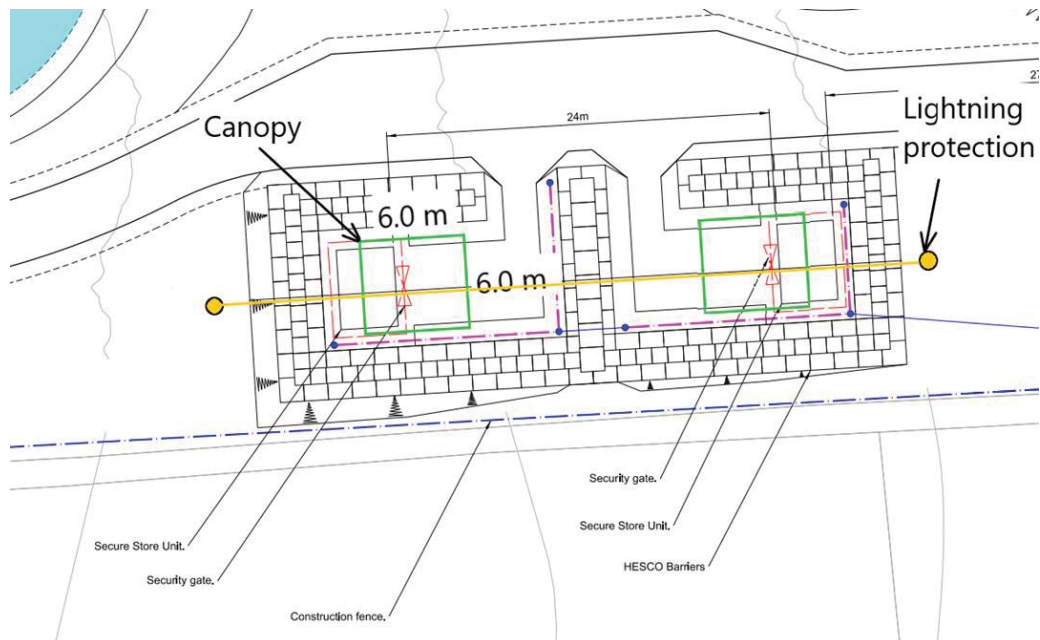 27
Lightning
protection
Canopy
24m
6.0 m
6.0 m
Security gate.
Secure Store Unit.
HESCO Barriers
Secure Store Unit.
Security gate.
Construction fence.